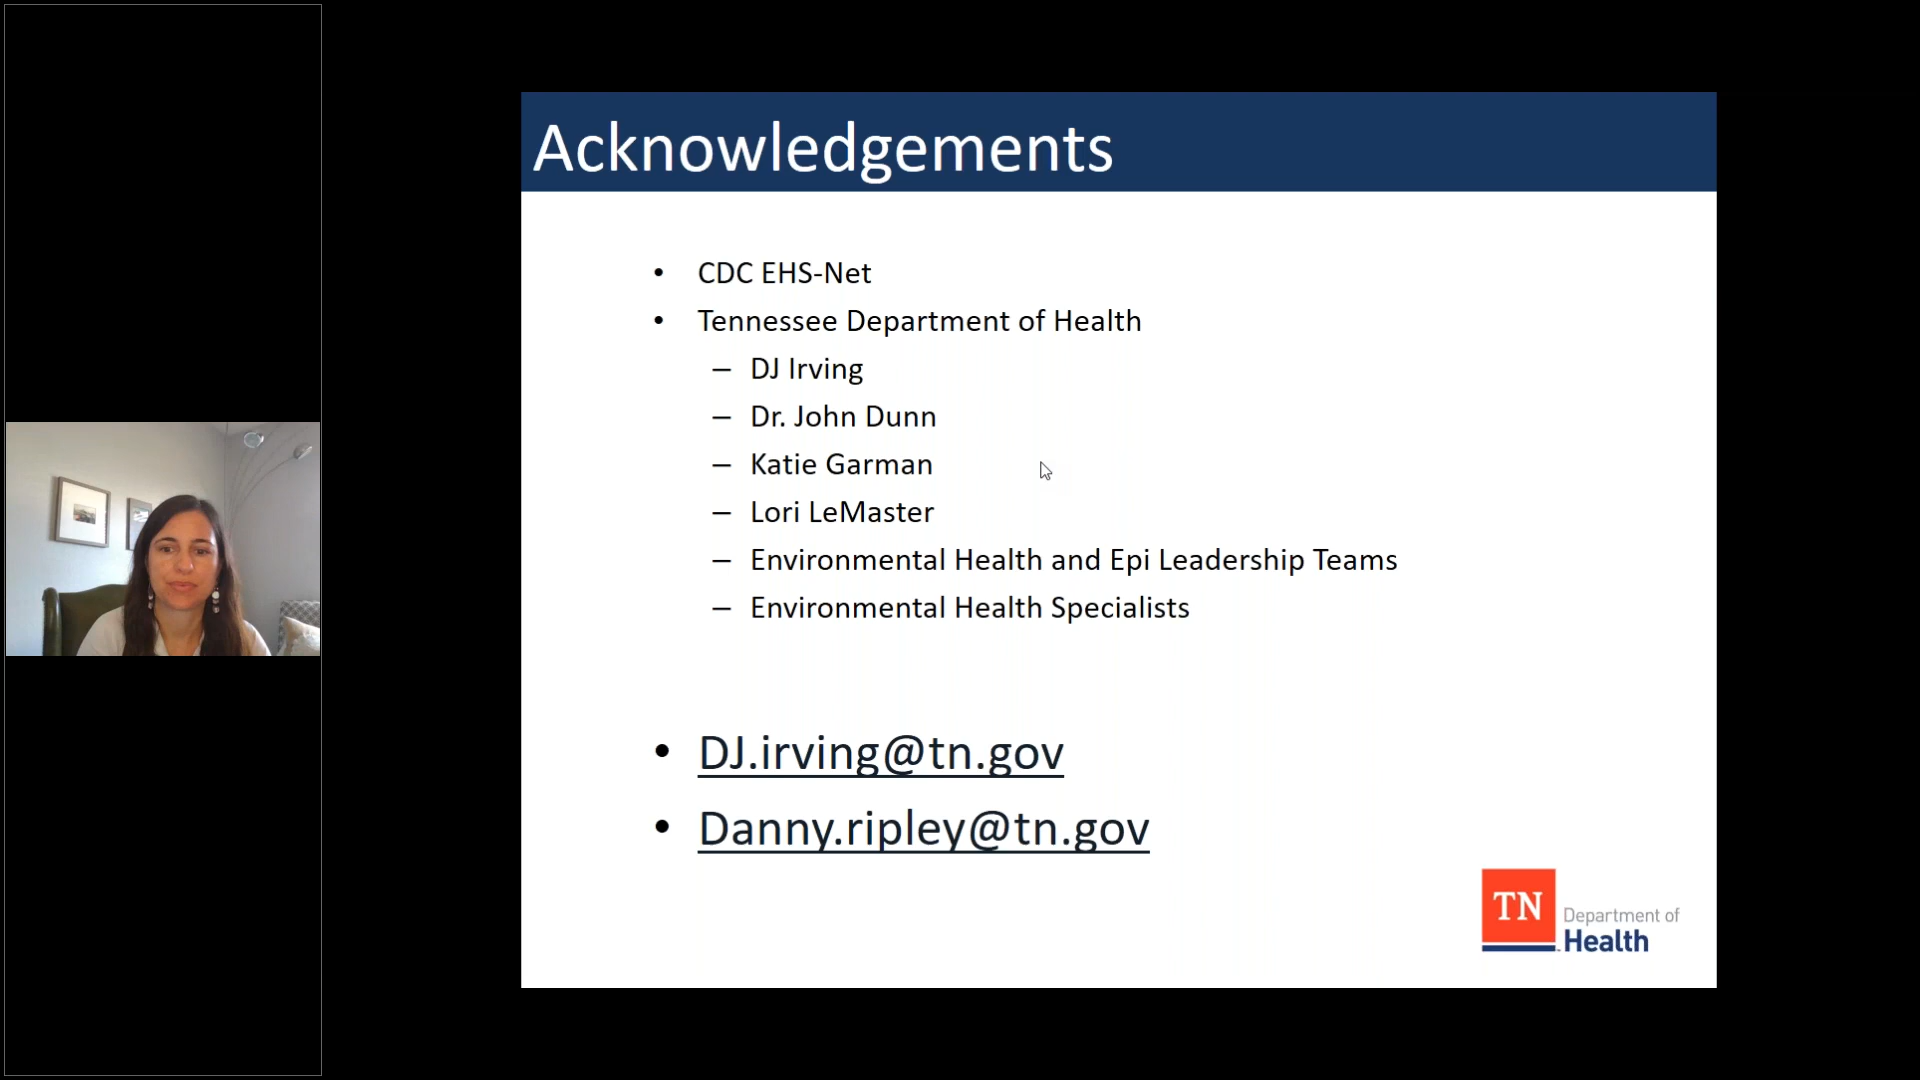 Acknowledgements
• CDC EHS-Net
• Tennessee Department of Health
– DJ Irving
– Dr. John Dunn
– Katie Garman
– Lori LeMaster
– Environmental Health and Epi Leadership Teams
– Environmental Health Specialists
• DJ.irving@tn.gov
• Danny.ripley@tn.gov
TN
Department of
Health